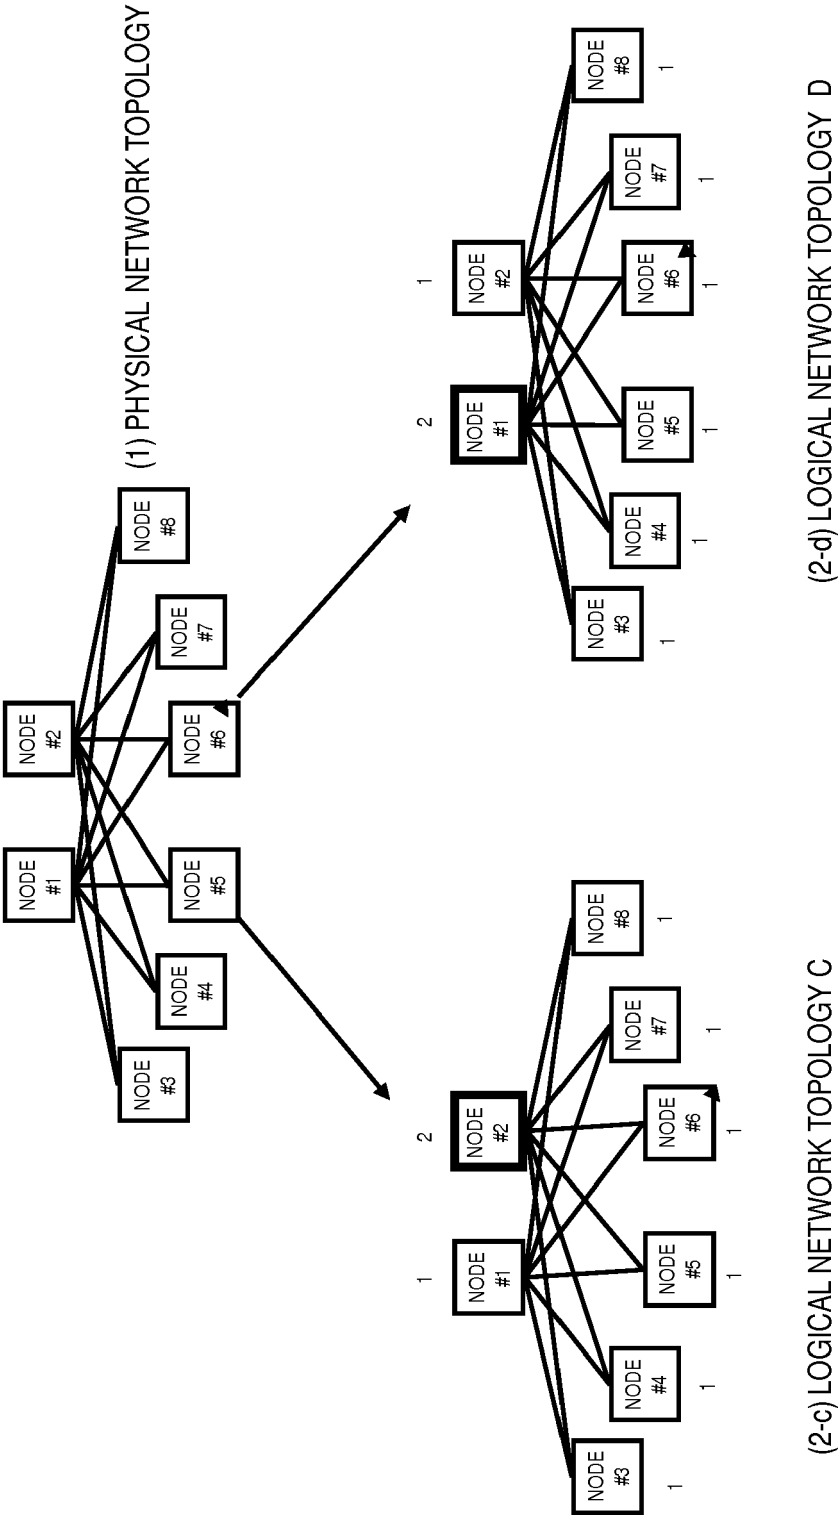 NODE
#1
NODE
#2
NODE
#3
NODE
#4
NODE
#5
NODE
#6
NODE
#7
NODE
#8
(1) PHYSICAL NETWORK TOPOLOGY
1
2
NODE
#1
NODE
#2
NODE
#3
1
NODE
#4
1
NODE
#5
1
NODE
#6
1
NODE
#7
1
NODE
#8
1
(2-c) LOGICAL NETWORK TOPOLOGY C
2
1
NODE
#1
NODE
#2
NODE
#3
1
NODE
#4
1
NODE
#5
1
NODE
#6
1
NODE
#7
1
NODE
#8
1
(2-d) LOGICAL NETWORK TOPOLOGY D